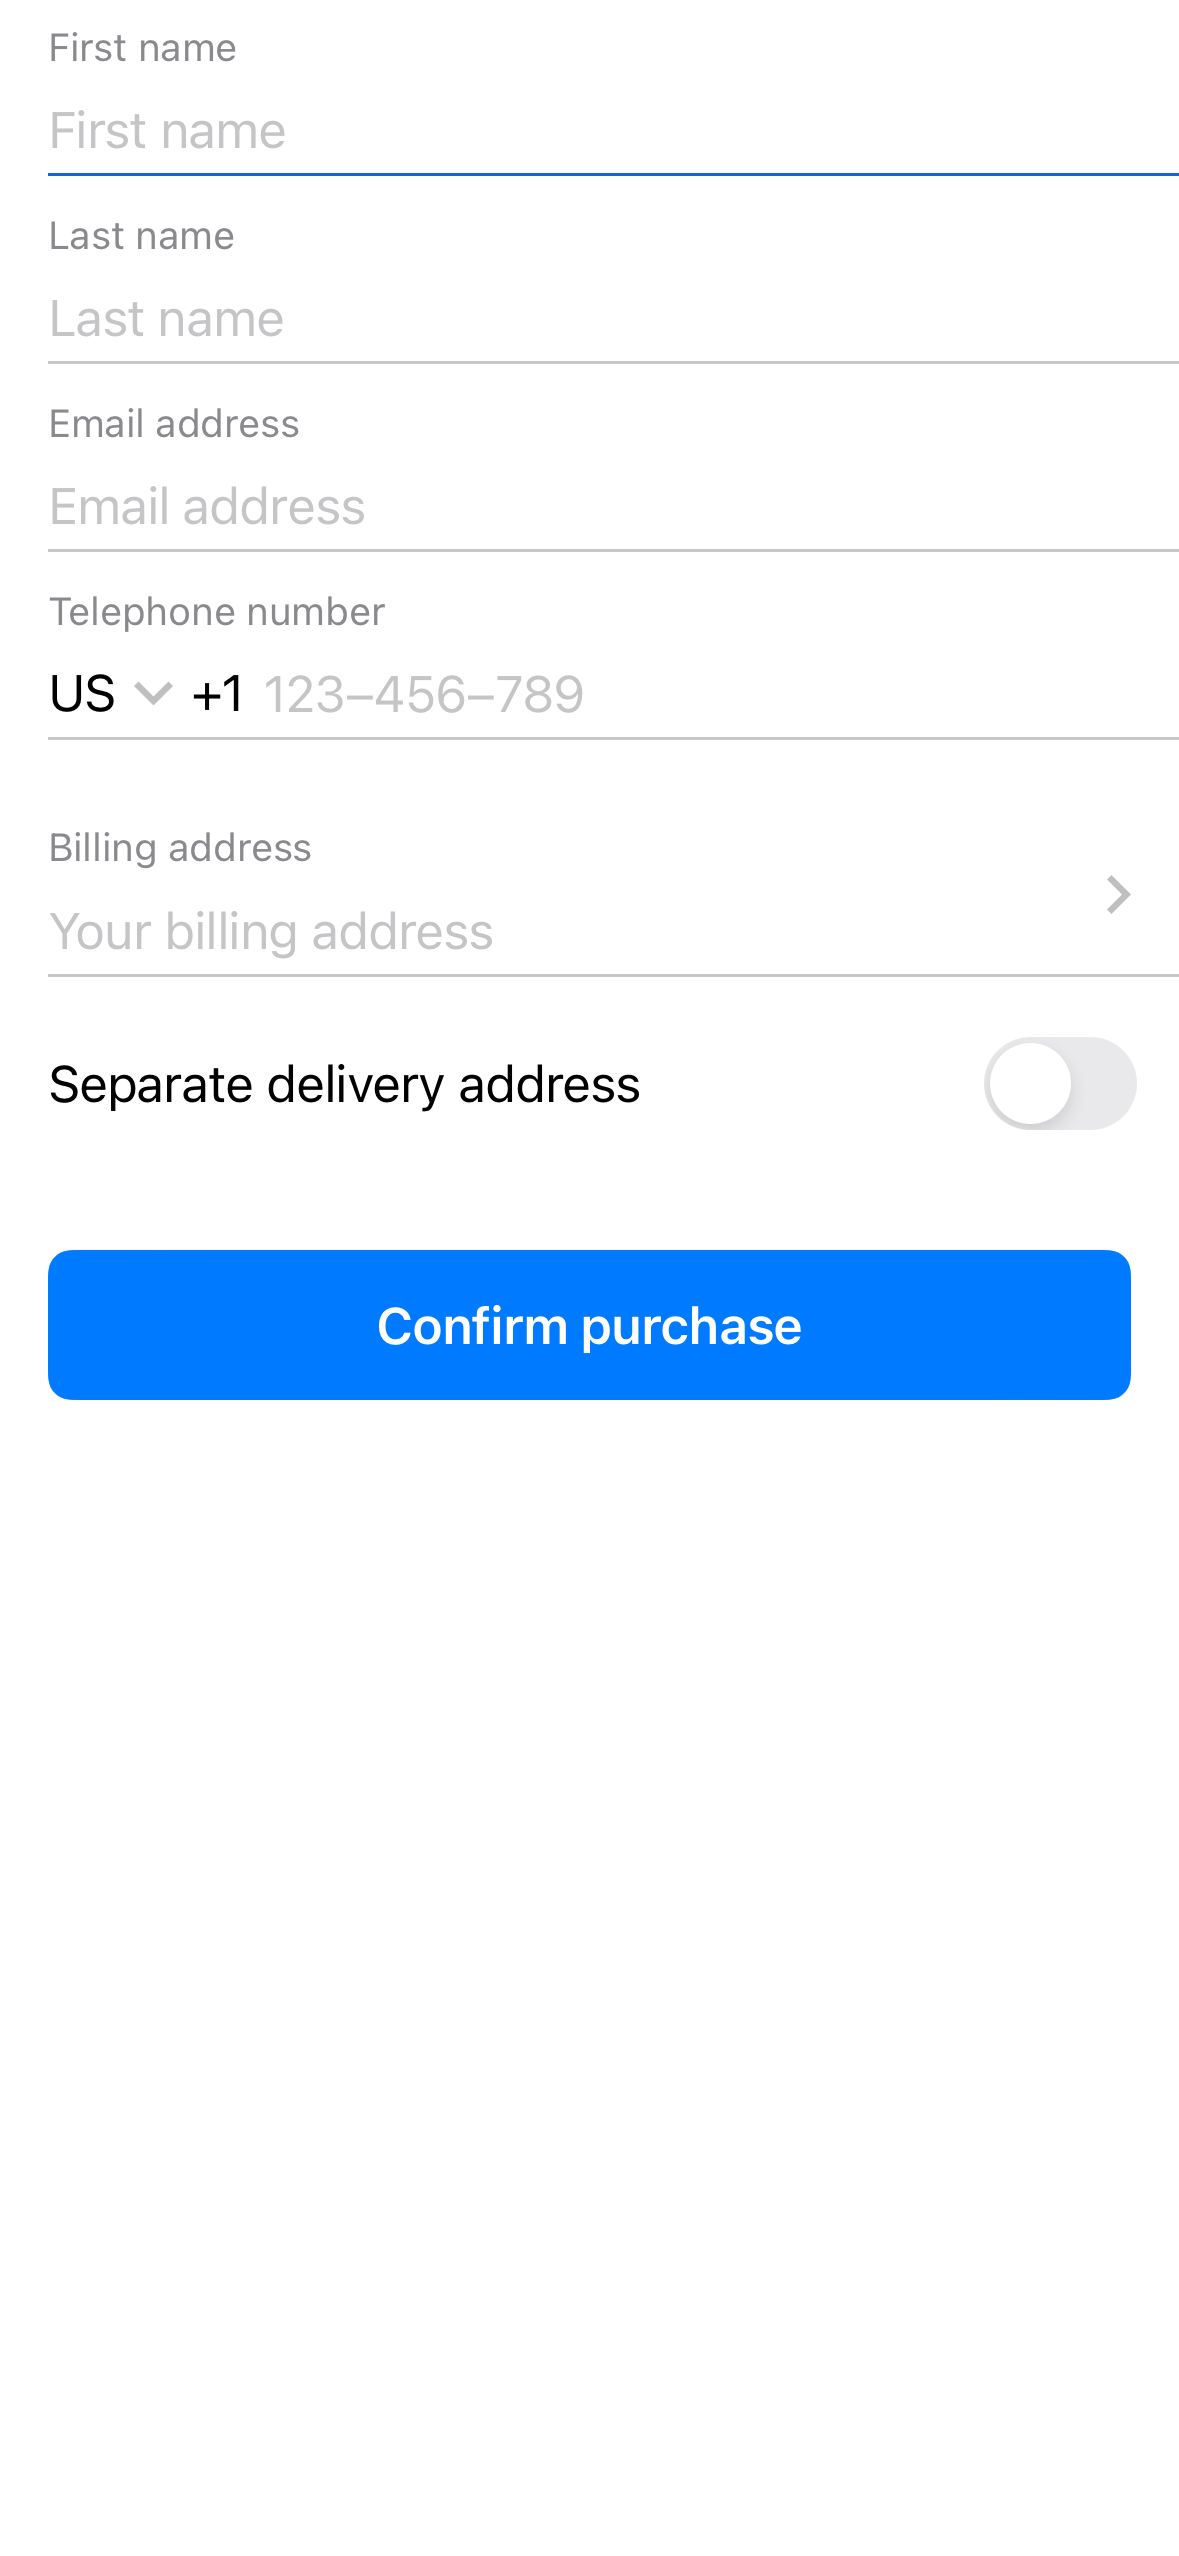 First name
First name
Last name
Last name
Email address
Email address
Telephone number
US +1 123–456–789
Billing address
Your billing address
Separate delivery address
Confirm purchase